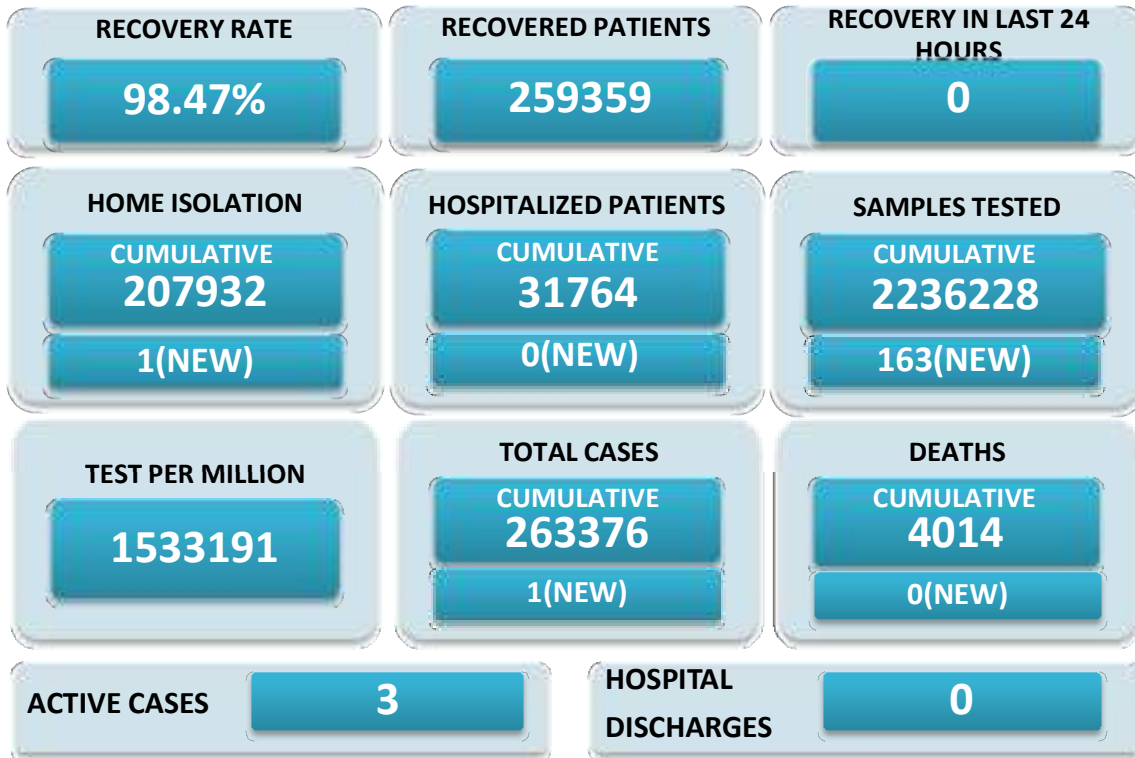 RECOVERY RATE
98.47%
RECOVERED PATIENTS
259359
RECOVERY IN LAST 24
HOURS
0
HOME ISOLATION
CUMULATIVE
207932
1(NEW)
HOSPITALIZED PATIENTS
CUMULATIVE
31764
0(NEW)
SAMPLES TESTED
CUMULATIVE
2236228
163(NEW)
TEST PER MILLION
1533191
TOTAL CASES
CUMULATIVE
263376
1(NEW)
DEATHS
CUMULATIVE
4014
0(NEW)
ACTIVE CASES
3
HOSPITAL
DISCHARGES
0